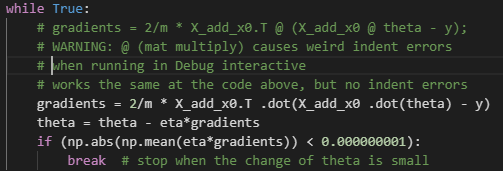 while True:
    # gradients = 2/m * X_add_x0.T @ (X_add_x0 @ theta - y);
    # WARNING: @ (mat multiply) causes weird indent errors
    # when running in Debug interactive
    # works the same at the code above, but no indent errors
    gradients = 2/m * X_add_x0.T .dot(X_add_x0 .dot(theta) - y)
    theta = theta - eta*gradients
    if (np.abs(np.mean(eta*gradients)) < 0.000000001):
        break  # stop when the change of theta is small